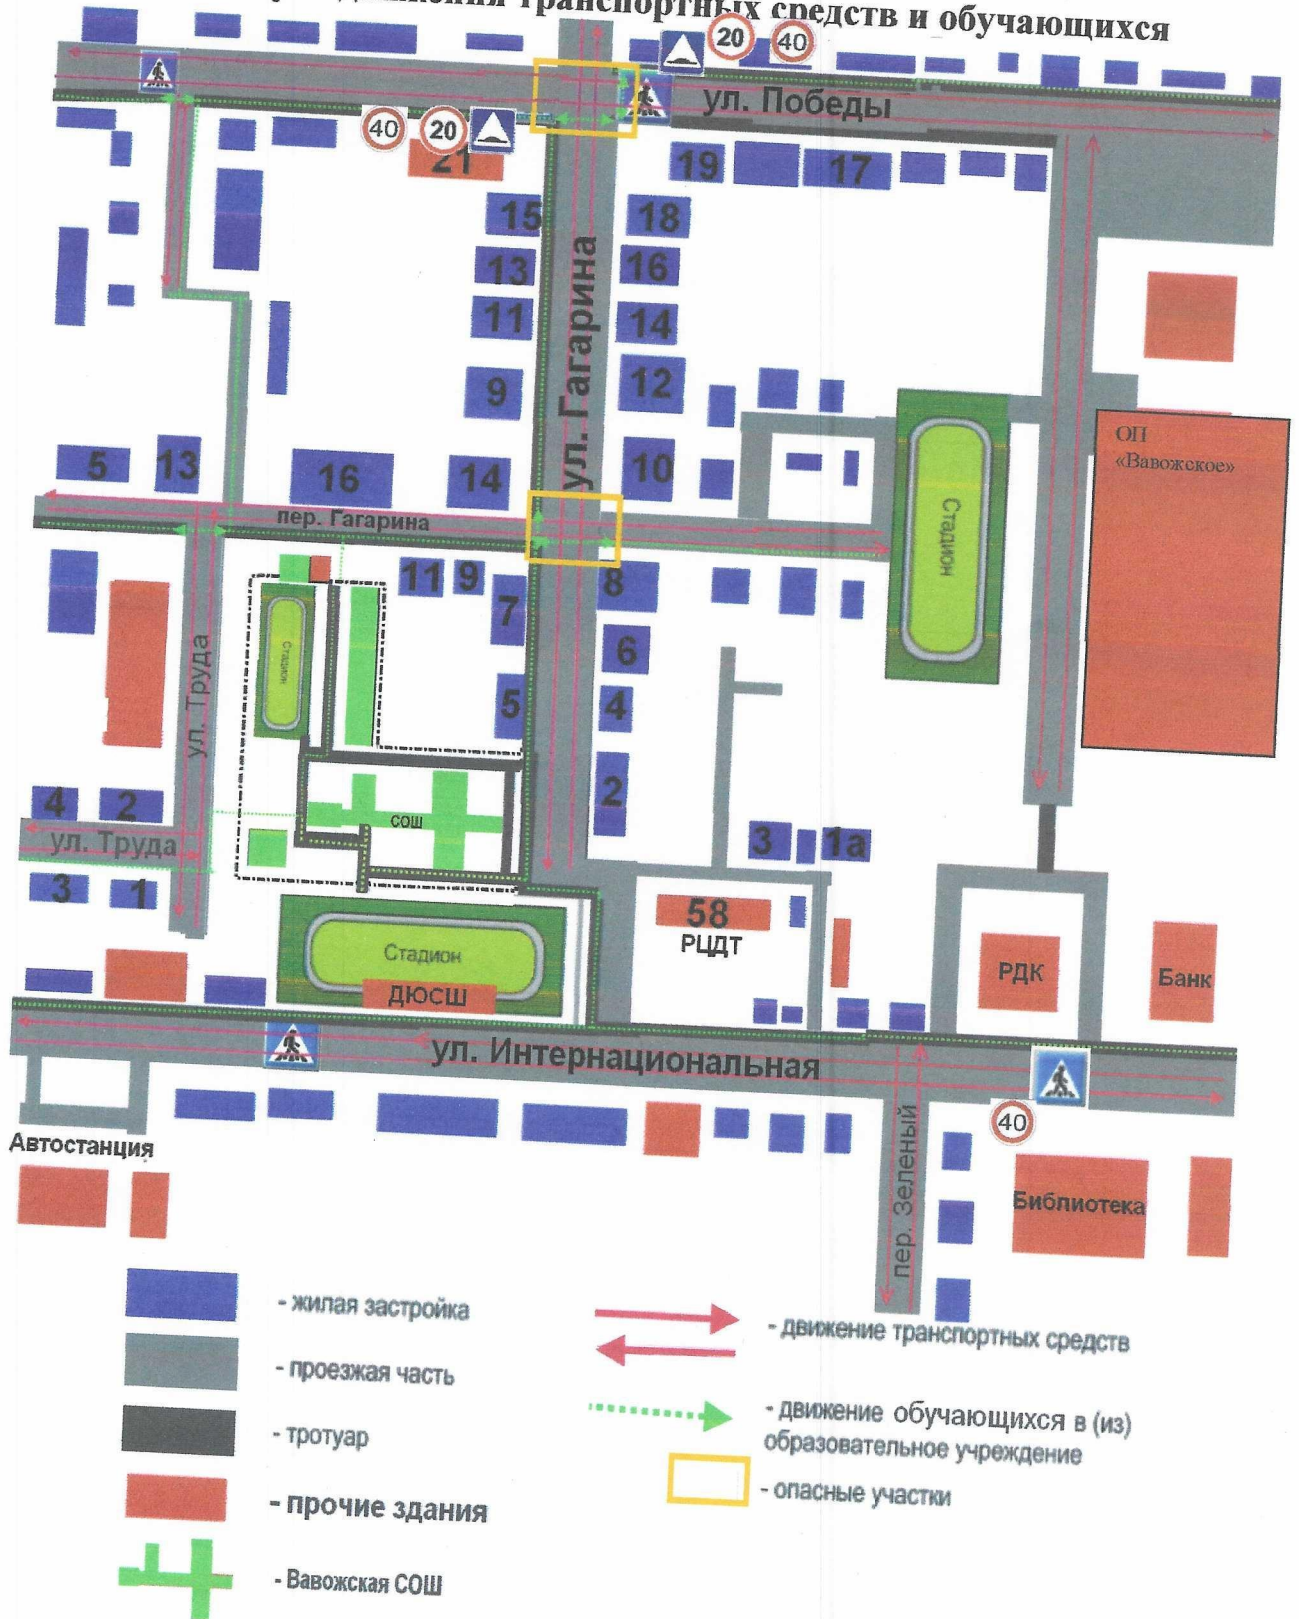 движения транспортных средств и обучающихся
20
40
ул. Победы
40
20
21
19
17
15
18
13
16
11
14
9
12
ул. Гагарина
5
13
16
14
10
ОП
«Вавожское»
пер. Гагарина
Стадион
11
9
7
8
Стадион
6
5
4
ул. Труда
2
4
2
СОШ
ул. Труда
3
1а
3
1
58
РЦДТ
Стадион
ДЮСШ
РДК
Банк
ул. Интернациональная
40
Автостанция
пер. Зеленый
Библиотека
- жилая застройка
- проезжая часть
- тротуар
- прочие здания
- Вавожская СОШ
- движение транспортных средств
- движение обучающихся в (из)
образовательное учреждение
- опасные участки